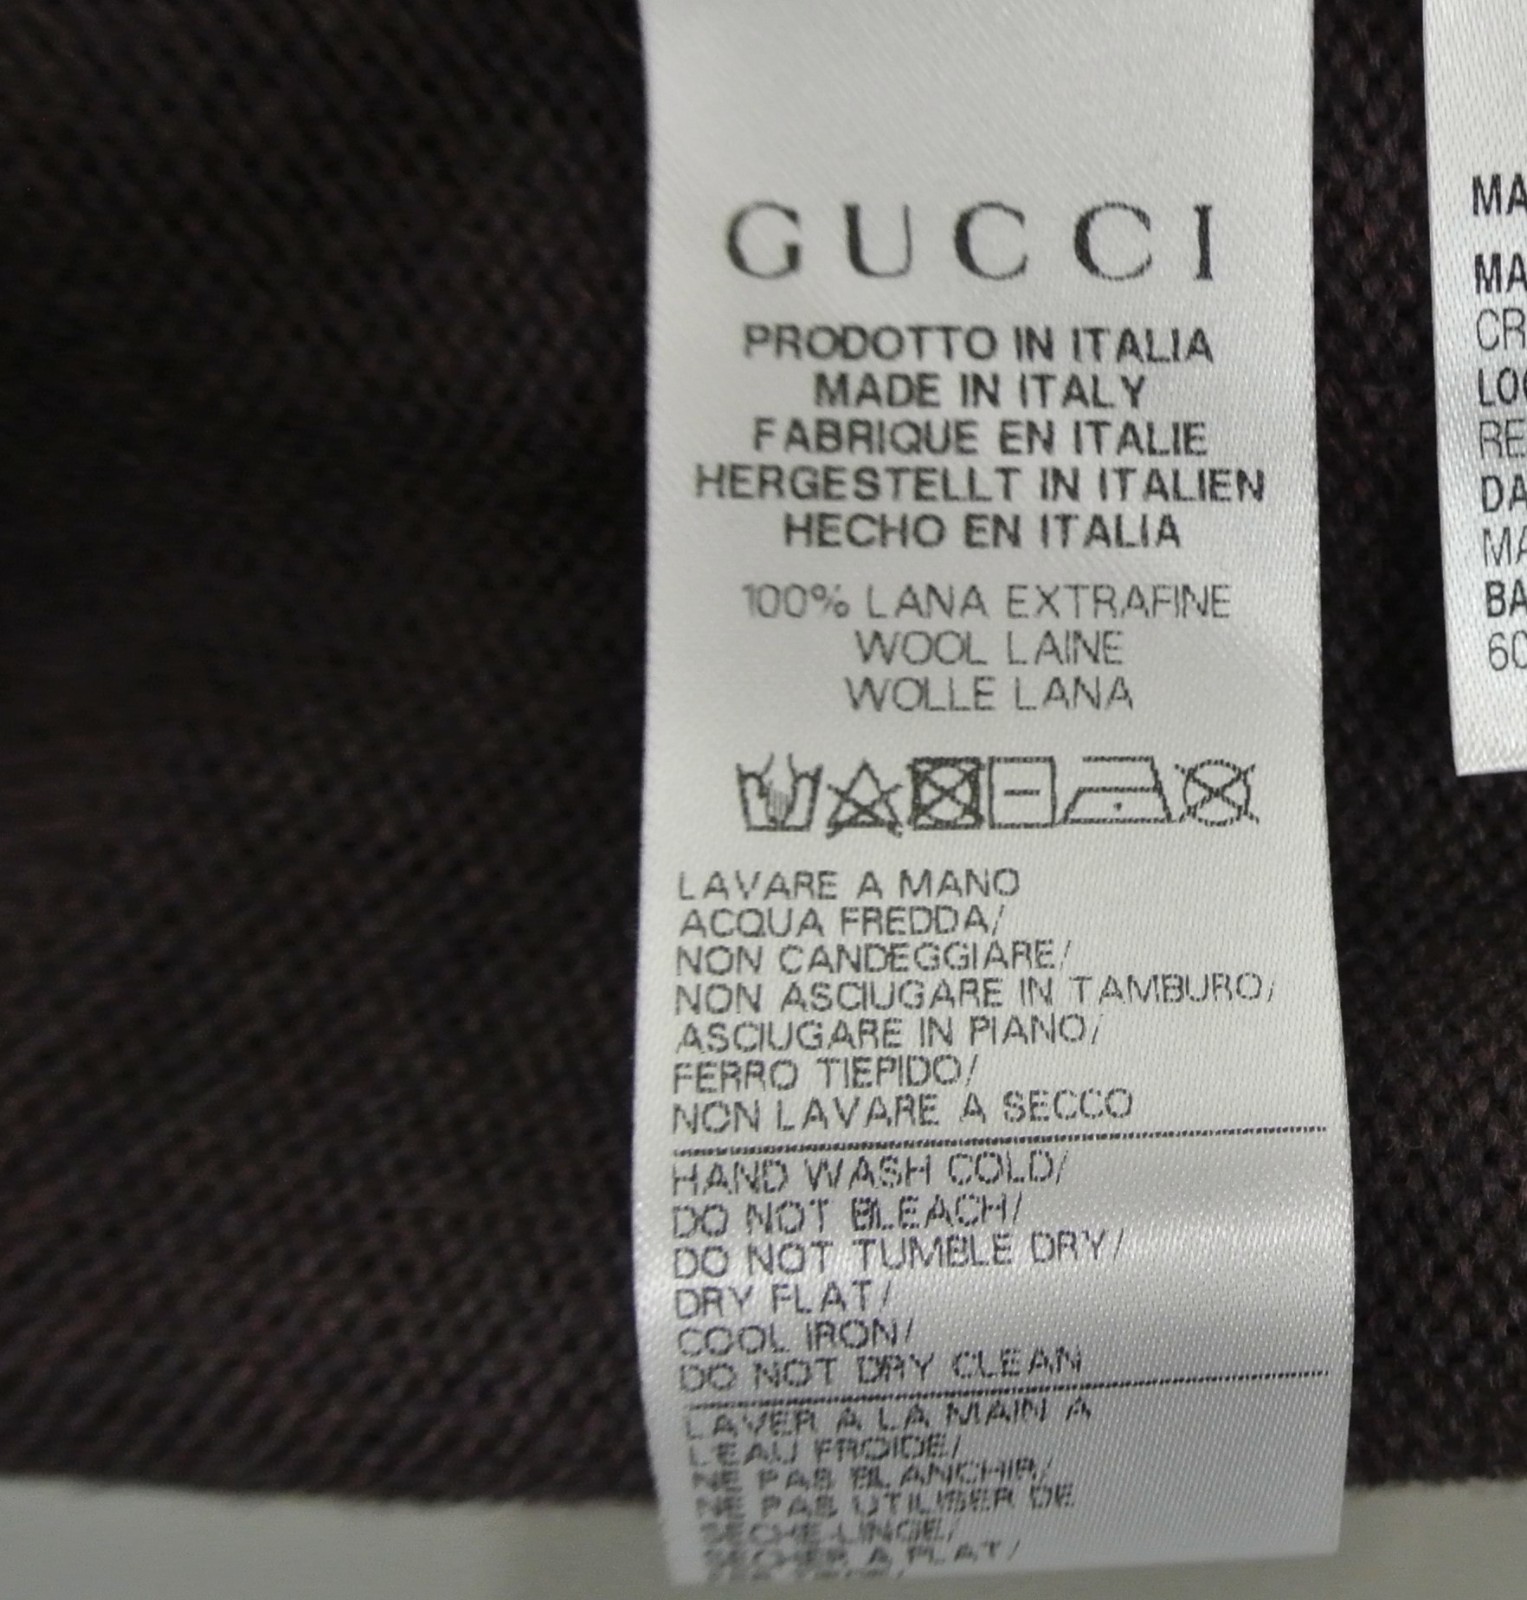 GUCCI
PRODOTTO IN ITALIA
MADE IN ITALY
FABRIQUE EN ITALIE
HERGESTELLT IN ITALIEN
HECHO EN ITALIA
100% LANA EXTRAFINE
WOOL LAINE
WOLLE LANA
LAVARE A MANO
ACQUA FREDDA/
NON CANDEGGIARE/
NON ASCIUGARE IN TAMBURO/
ASCIUGARE IN PIANO/
FERRO TIEPIDO/
NON LAVARE A SECCO
HAND WASH COLD/
DO NOT BLEACH/
DO NOT TUMBLE DRY/
DRY FLAT/
COOL IRON/
DO NOT DRY CLEAN
LAVER A LA MAIN A
L'EAU FROIDE/
NE PAS BLANCHIR/
NE PAS UTILISER DE
SECHE-LINGE/
SECHER A PLAT/
MA
MA
CR
LO
RE
DA
MA
BA
60